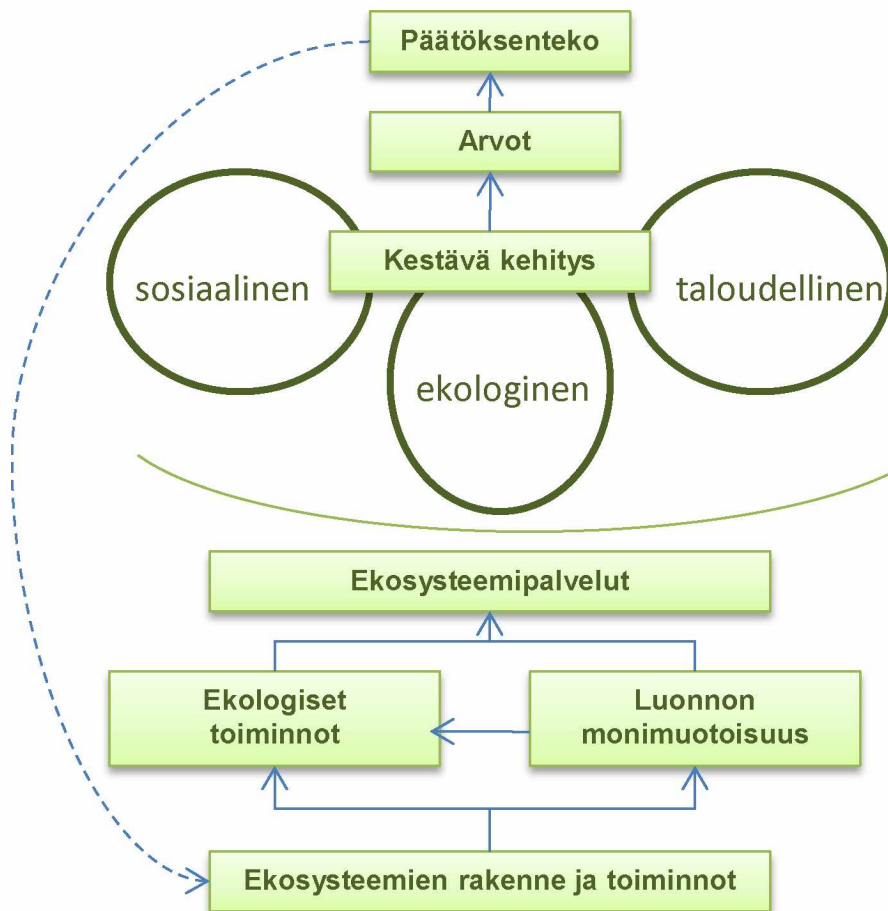 Päätöksenteko
Arvot
Kestävä kehitys
sosiaalinen
taloudellinen
ekologinen
Ekosysteemipalvelut
Ekologiset
toiminnot
Luonnon
monimuotoisuus
Ekosysteemien rakenne ja toiminnot